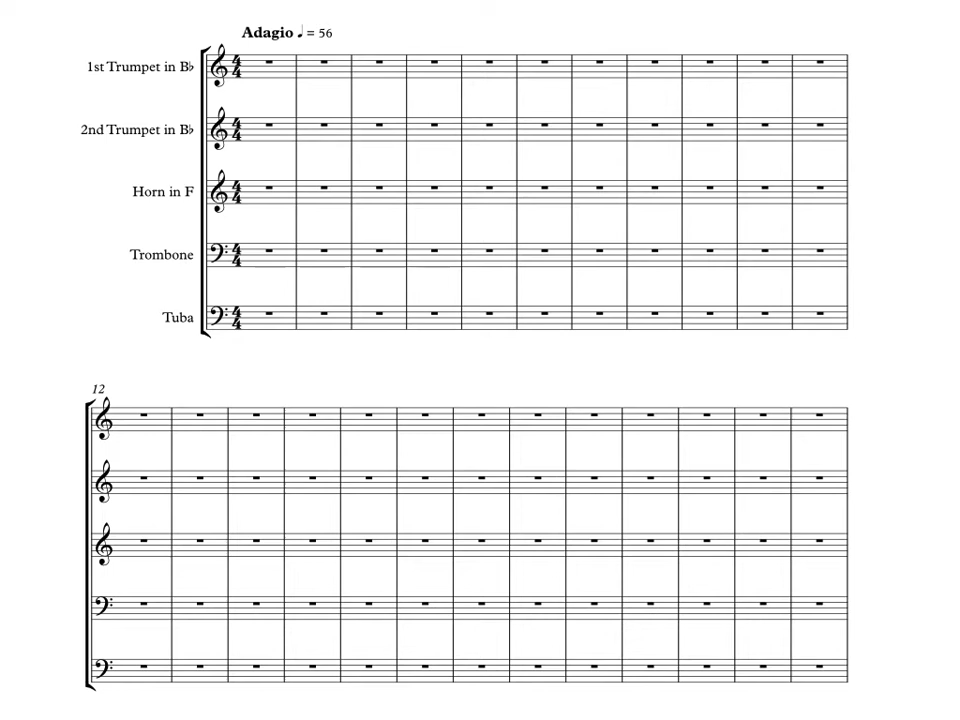 Adagio ♩ = 56
1st Trumpet in B♭
2nd Trumpet in B♭
Horn in F
Trombone
Tuba
12